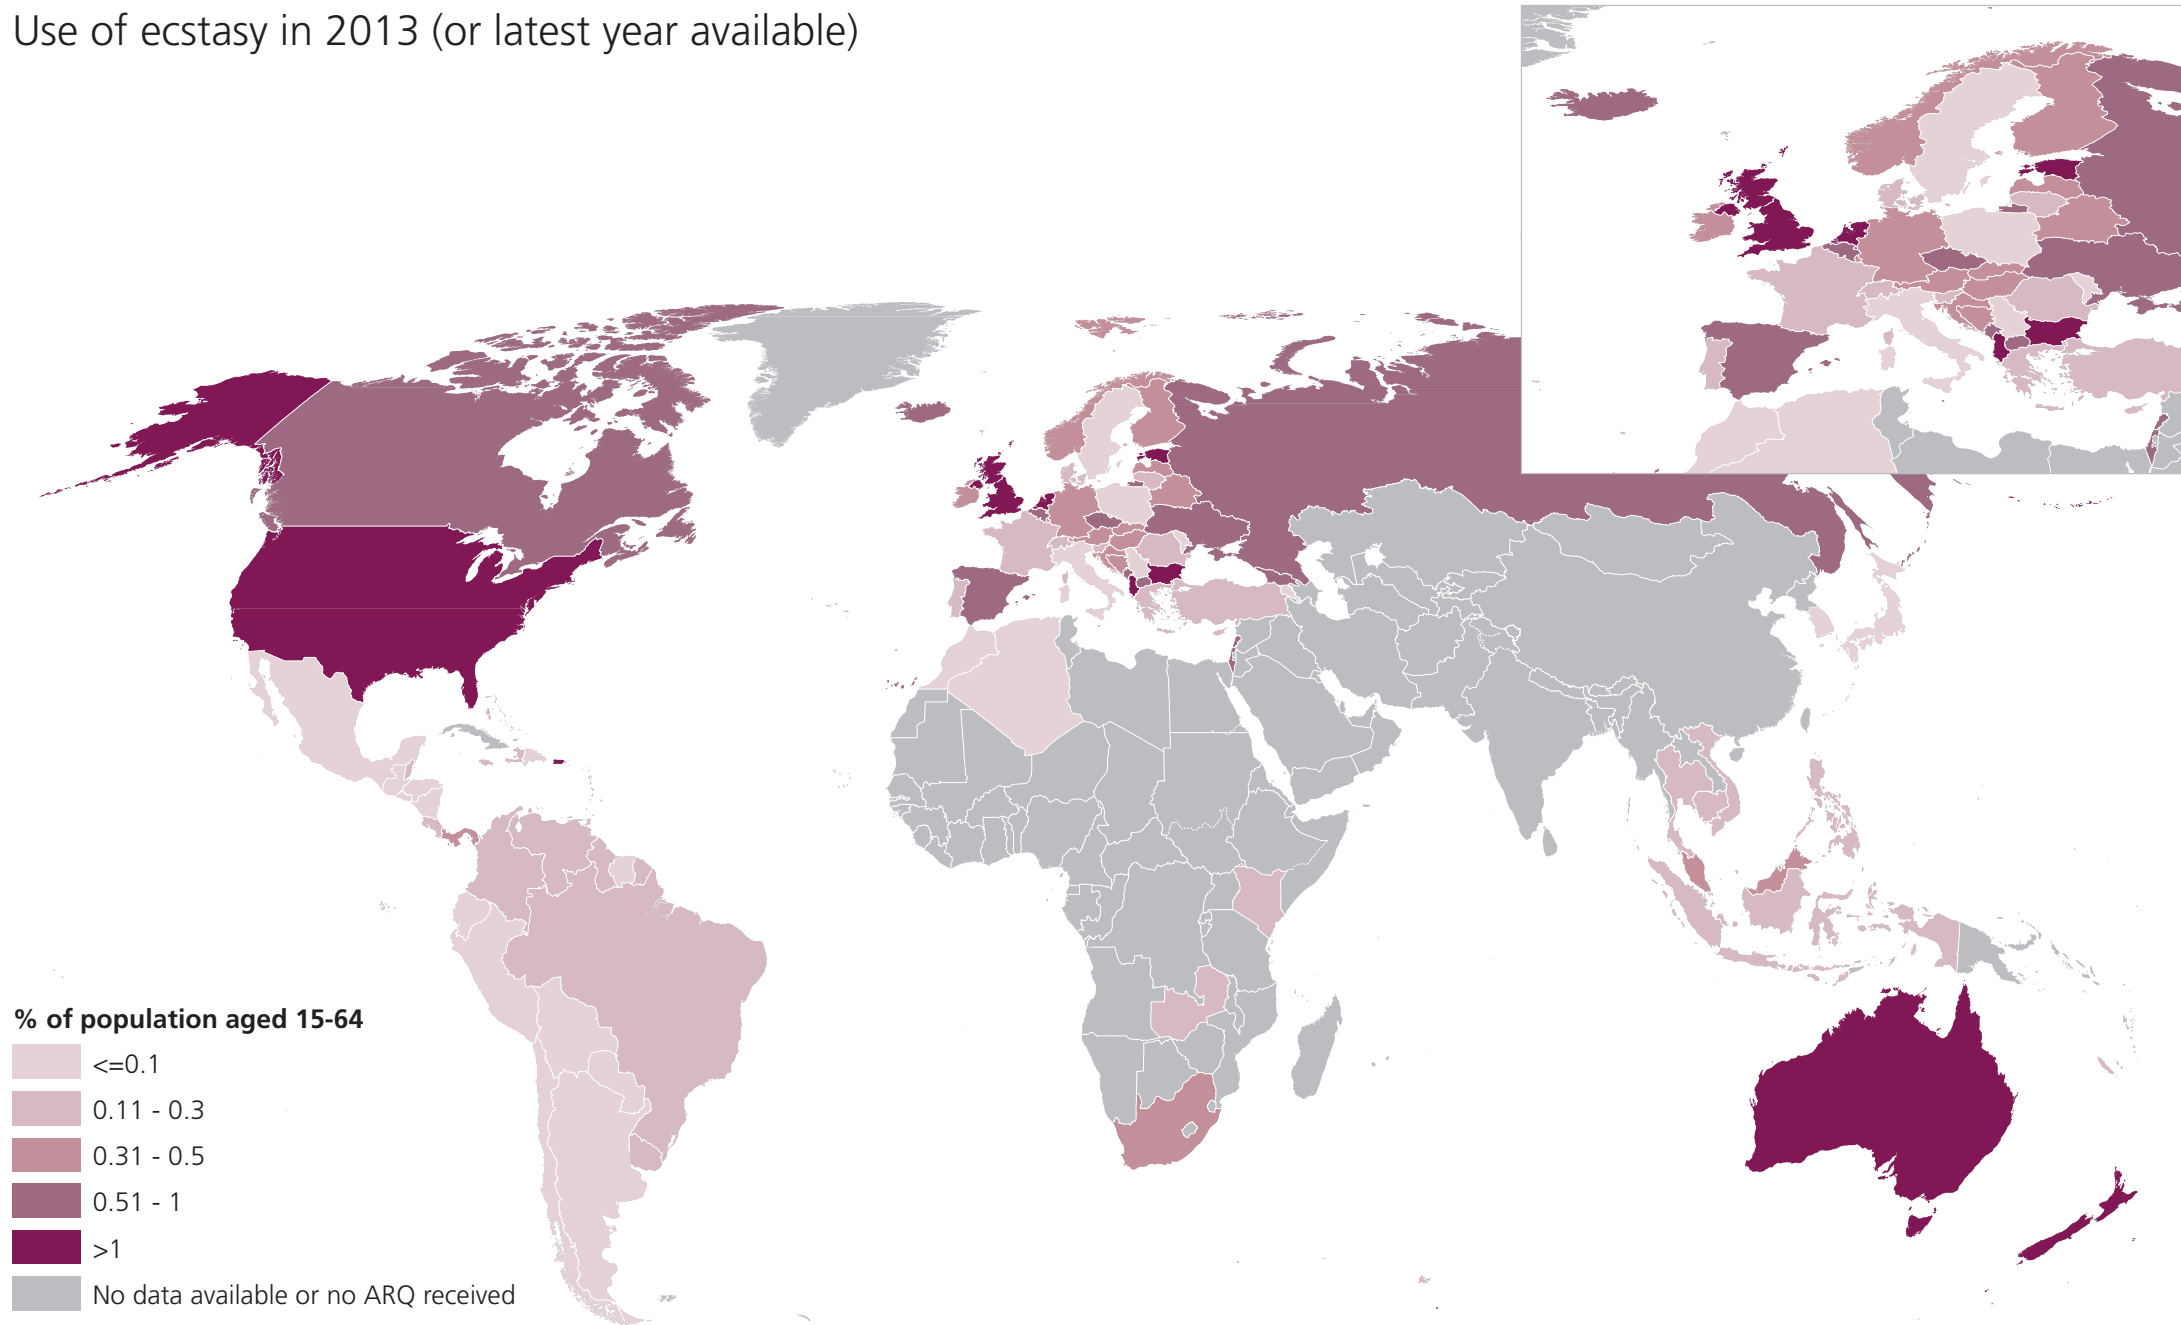 Use of ecstasy in 2013 (or latest year available)
% of population aged 15-64
<=0.1
0.11 - 0.3
0.31 - 0.5
0.51 - 1
>1
No data available or no ARQ received